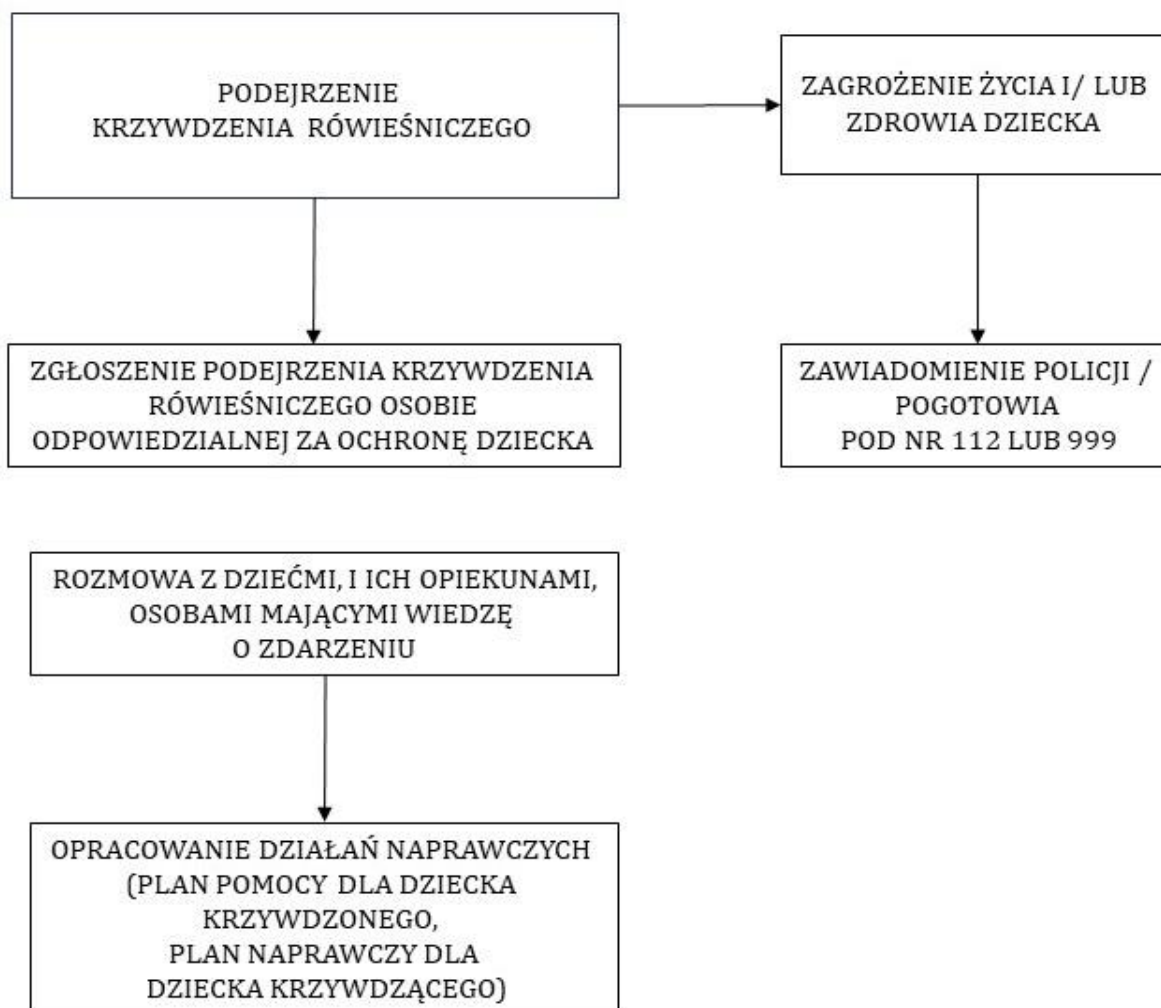 PODEJRZENIE
KRZYWDZENIA RÓWIEŚNICZEGO
ZAGROŻENIE ŻYCIA I/ LUB
ZDROWIA DZIECKA
ZGŁOSZENIE PODEJRZENIA KRZYWDZENIA
RÓWIEŚNICZEGO OSOBIE
ODPOWIEDZIALNEJ ZA OCHRONĘ DZIECKA
ZAWIADOMIENIE POLICJI /
POGOTOWIA
POD NR 112 LUB 999
ROZMOWA Z DZIEĆMI, I ICH OPIEKUNAMI,
OSOBAMI MAJĄCYMI WIEDZĘ
O ZDARZENIU
OPRACOWANIE DZIAŁAŃ NAPRAWCZYCH
(PLAN POMOCY DLA DZIECKA
KRZYWDZONEGO,
PLAN NAPRAWCZY DLA
DZIECKA KRZYWDZĄCEGO)